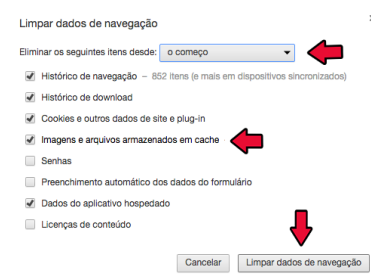 Limpar dados de navegação
Eliminar os seguintes itens desde: o começo
Histórico de navegação – 852 itens (e mais em dispositivos sincronizados)
Histórico de download
Cookies e outros dados de site e plug-in
Imagens e arquivos armazenados em cache
Senhas
Preenchimento automático dos dados do formulário
Dados do aplicativo hospedado
Licenças de conteúdo
Cancelar Limpar dados de navegação